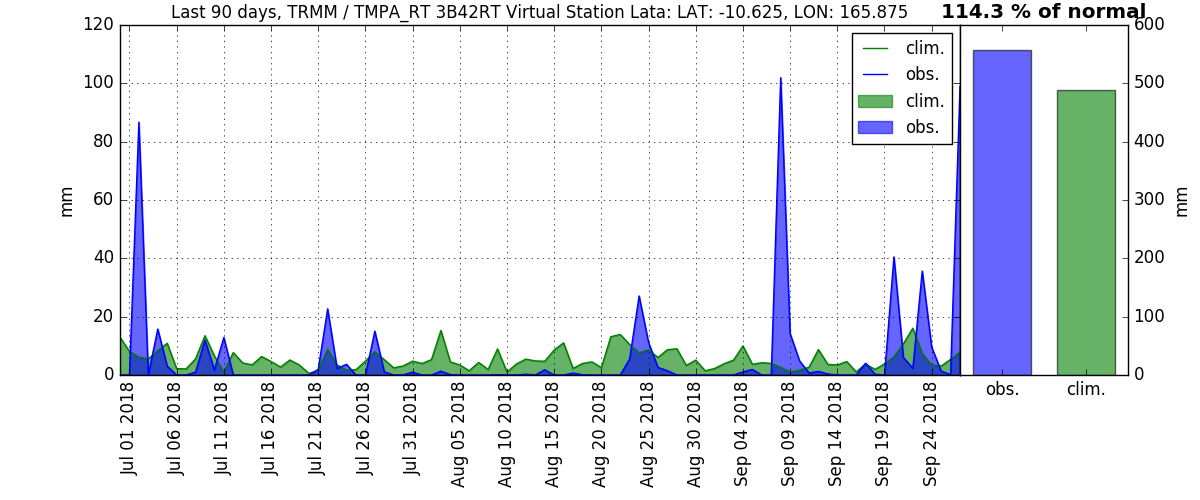 Last 90 days, TRMM / TMPA_RT 3B42RT Virtual Station Lata: LAT: -10.625, LON: 165.875
114.3 % of normal
120
100
80
60
40
20
0
mm
clim.
obs.
clim.
obs.
600
500
400
300
200
100
0
mm
Jul 01 2018
Jul 06 2018
Jul 11 2018
Jul 16 2018
Jul 21 2018
Jul 26 2018
Jul 31 2018
Aug 05 2018
Aug 10 2018
Aug 15 2018
Aug 20 2018
Aug 25 2018
Aug 30 2018
Sep 04 2018
Sep 09 2018
Sep 14 2018
Sep 19 2018
Sep 24 2018
obs.
clim.